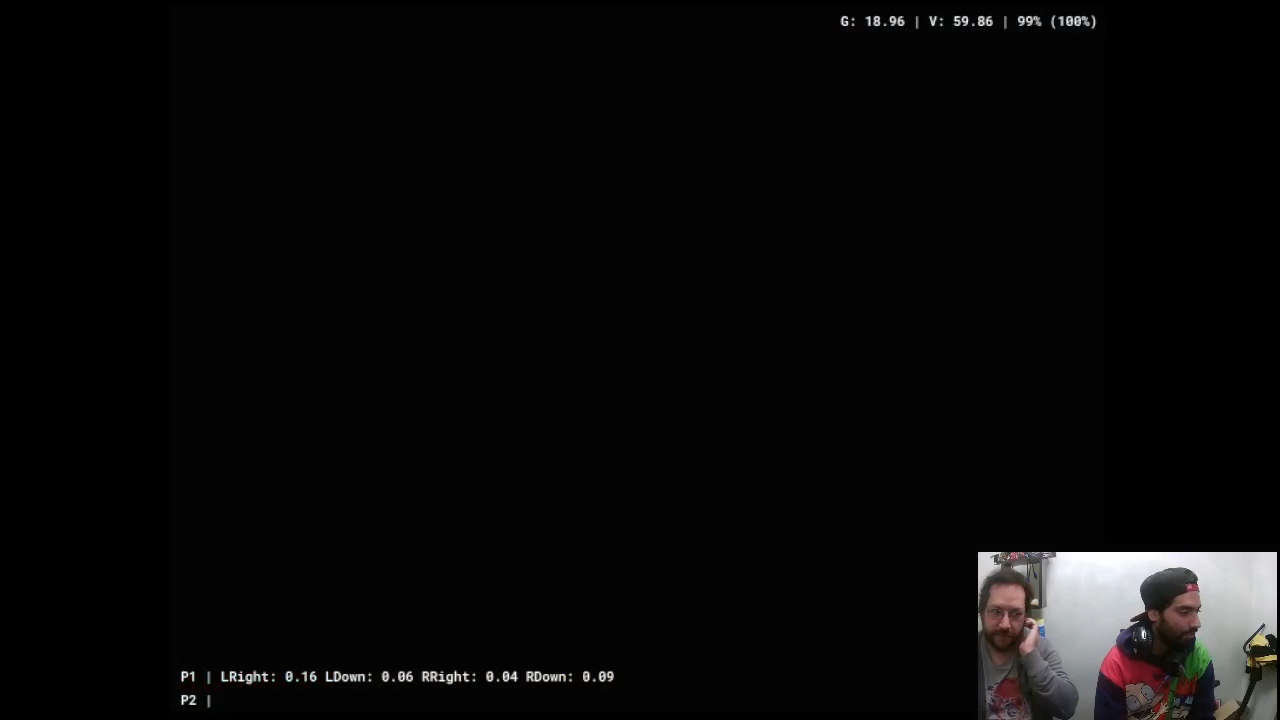 G: 18.96 | V: 59.86 | 99% (100%)
P1 | LRight: 0.16 LDown: 0.06 RRight: 0.04 RDown: 0.09
P2 |